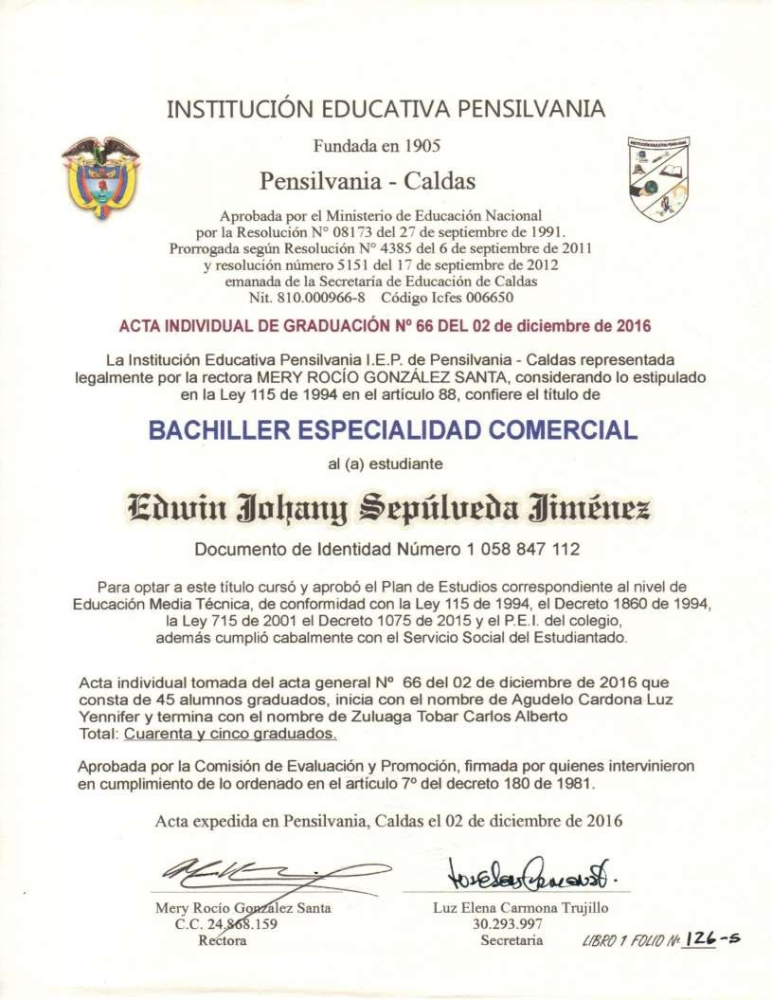 INSTITUCIÓN EDUCATIVA PENSILVANIA
Fundada en 1905
Pensilvania - Caldas
INSTITUCIÓN EDUCATIVA PENSILVANIA
Aprobada por el Ministerio de Educación Nacional
por la Resolución N° 08173 del 27 de septiembre de 1991.
Prorrogada según Resolución N° 4385 del 6 de septiembre de 2011
y resolución número 5151 del 17 de septiembre de 2012
emanada de la Secretaría de Educación de Caldas
Nit. 810.000966-8 Código Icfes 006650
ACTA INDIVIDUAL DE GRADUACIÓN Nº 66 DEL 02 de diciembre de 2016
La Institución Educativa Pensilvania I.E.P. de Pensilvania - Caldas representada
legalmente por la rectora MERY ROCÍO GONZÁLEZ SANTA, considerando lo estipulado
en la Ley 115 de 1994 en el artículo 88, confiere el título de
BACHILLER ESPECIALIDAD COMERCIAL
al (a) estudiante
Edwin Johany Sepúlveda Jiménez
Documento de Identidad Número 1 058 847 112
Para optar a este título cursó y aprobó el Plan de Estudios correspondiente al nivel de
Educación Media Técnica, de conformidad con la Ley 115 de 1994, el Decreto 1860 de 1994,
la Ley 715 de 2001 el Decreto 1075 de 2015 y el P.E.I. del colegio,
además cumplió cabalmente con el Servicio Social del Estudiantado.
Acta individual tomada del acta general Nº 66 del 02 de diciembre de 2016 que
consta de 45 alumnos graduados, inicia con el nombre de Agudelo Cardona Luz
Yennifer y termina con el nombre de Zuluaga Tobar Carlos Alberto
Total: Cuarenta y cinco graduados.
Aprobada por la Comisión de Evaluación y Promoción, firmada por quienes intervinieron
en cumplimiento de lo ordenado en el artículo 7º del decreto 180 de 1981.
Acta expedida en Pensilvania, Caldas el 02 de diciembre de 2016
Mery Rocío González Santa
C.C. 24.868.159
Rectora
Luz Elena Carmona Trujillo
30.293.997
Secretaria
LIBRO 1 FOLIO Nº 126-S